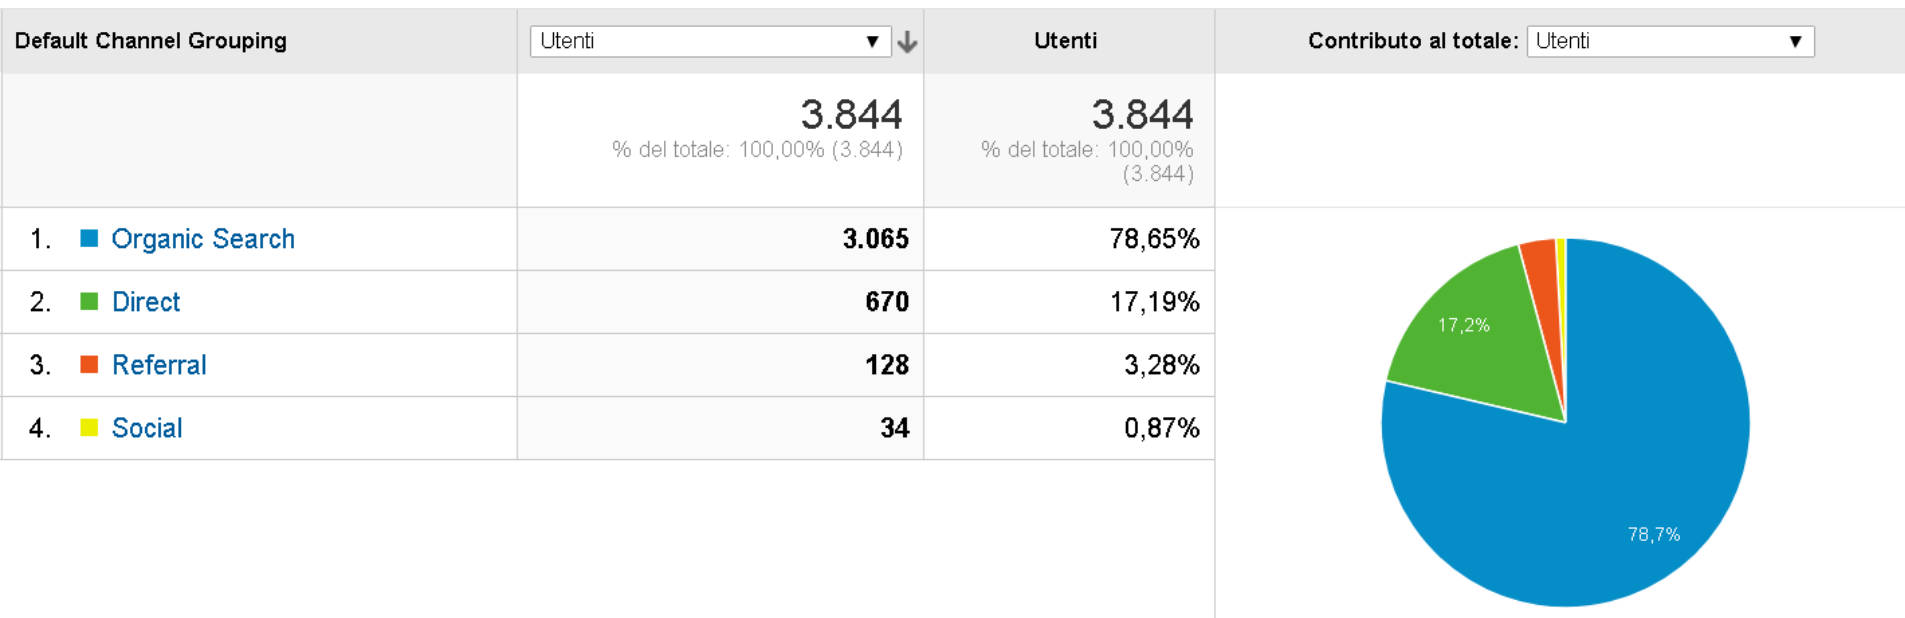 Default Channel Grouping
Utenti
Utenti
Contributo al totale: Utenti
3.844
% del totale: 100,00% (3.844)
3.844
% del totale: 100,00%
(3.844)
1. Organic Search 3.065 78,65%
2. Direct 670 17,19%
3. Referral 128 3,28%
4. Social 34 0,87%
17,2%
78,7%